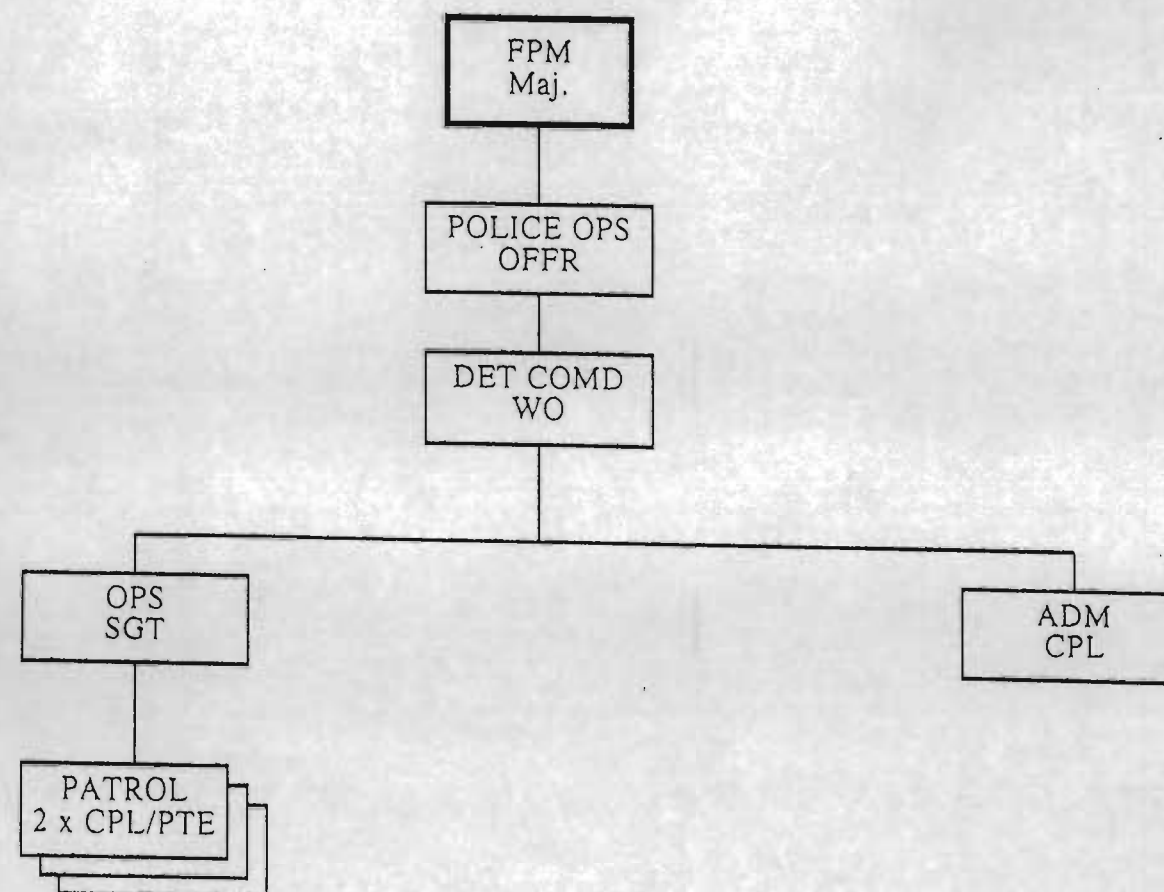 FPM
Maj.
POLICE OPS
OFFR
DET COMD
WO
OPS
SGT
ADM
CPL
PATROL
2 x CPL/PTE